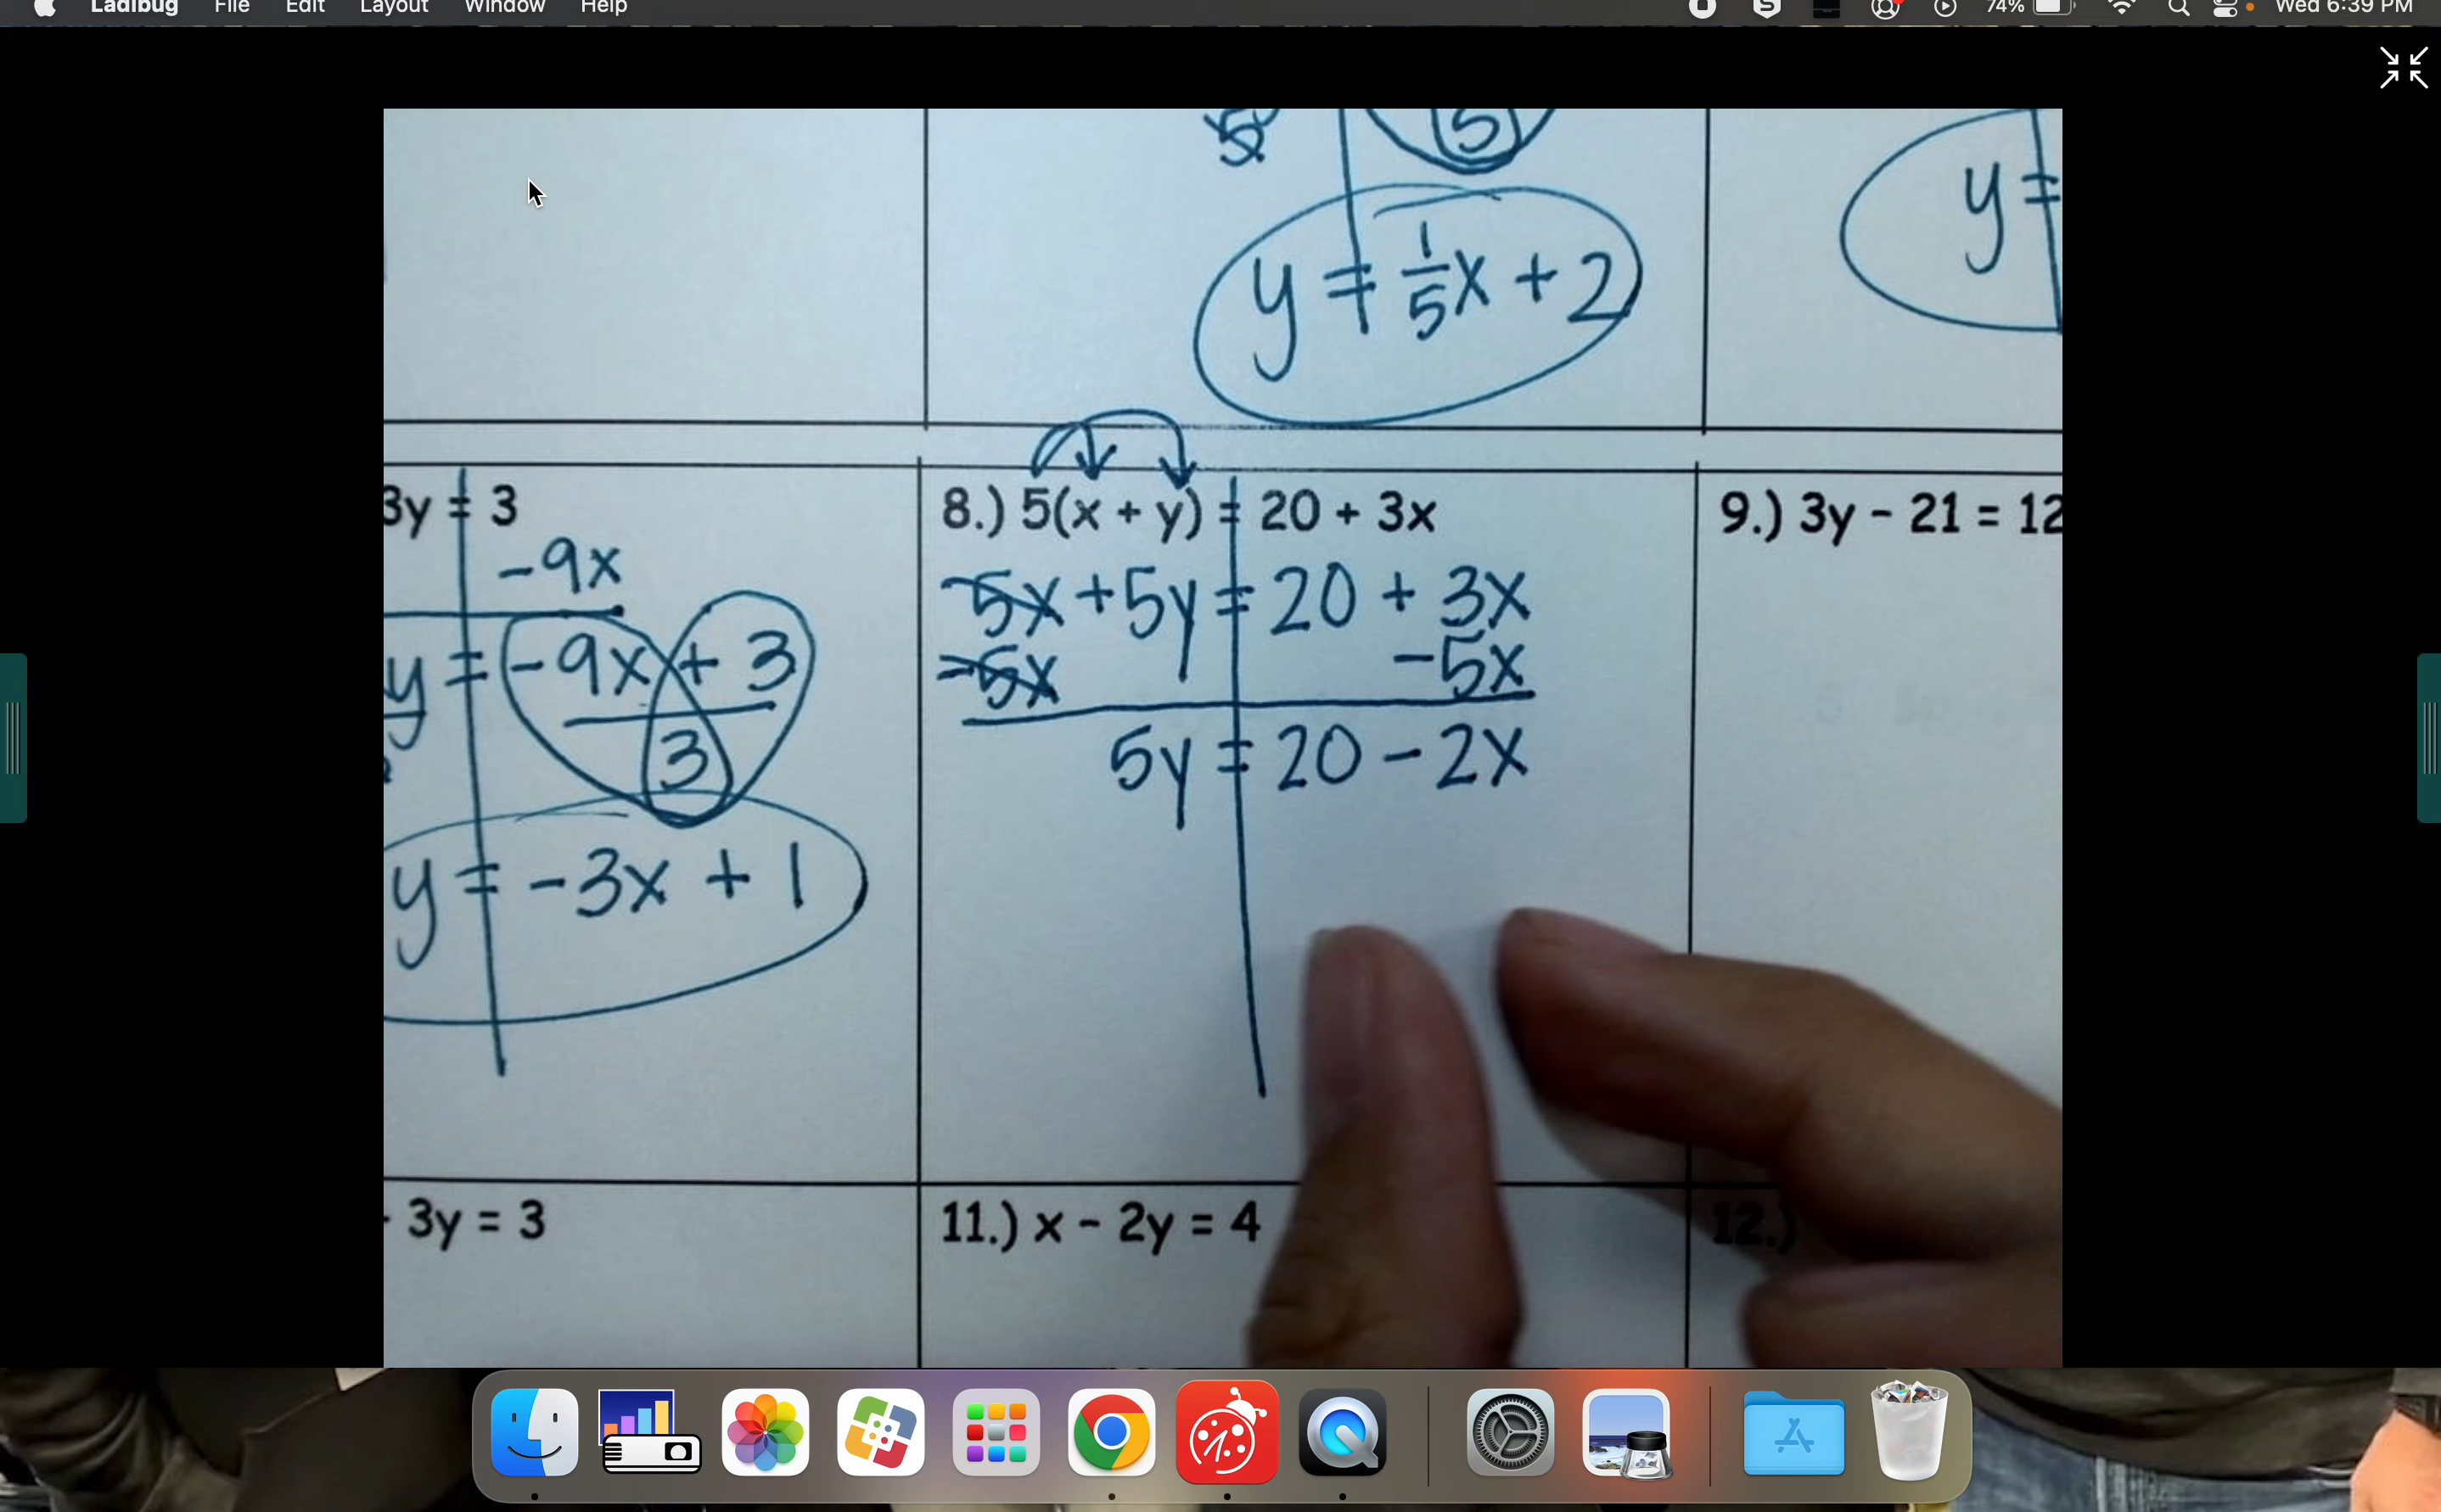 Ladibug File Edit Layout Window Help 74% Wed 6:39 PM
5
5
y = 1/5x + 2
y =
3y = 3
-9x
y = -9x + 3
3
y = -3x + 1
8.) 5(x + y) = 20 + 3x
5x + 5y = 20 + 3x
-5x -5x
5y = 20 - 2x
9.) 3y - 21 = 12
- 3y = 3
11.) x - 2y = 4
12.)